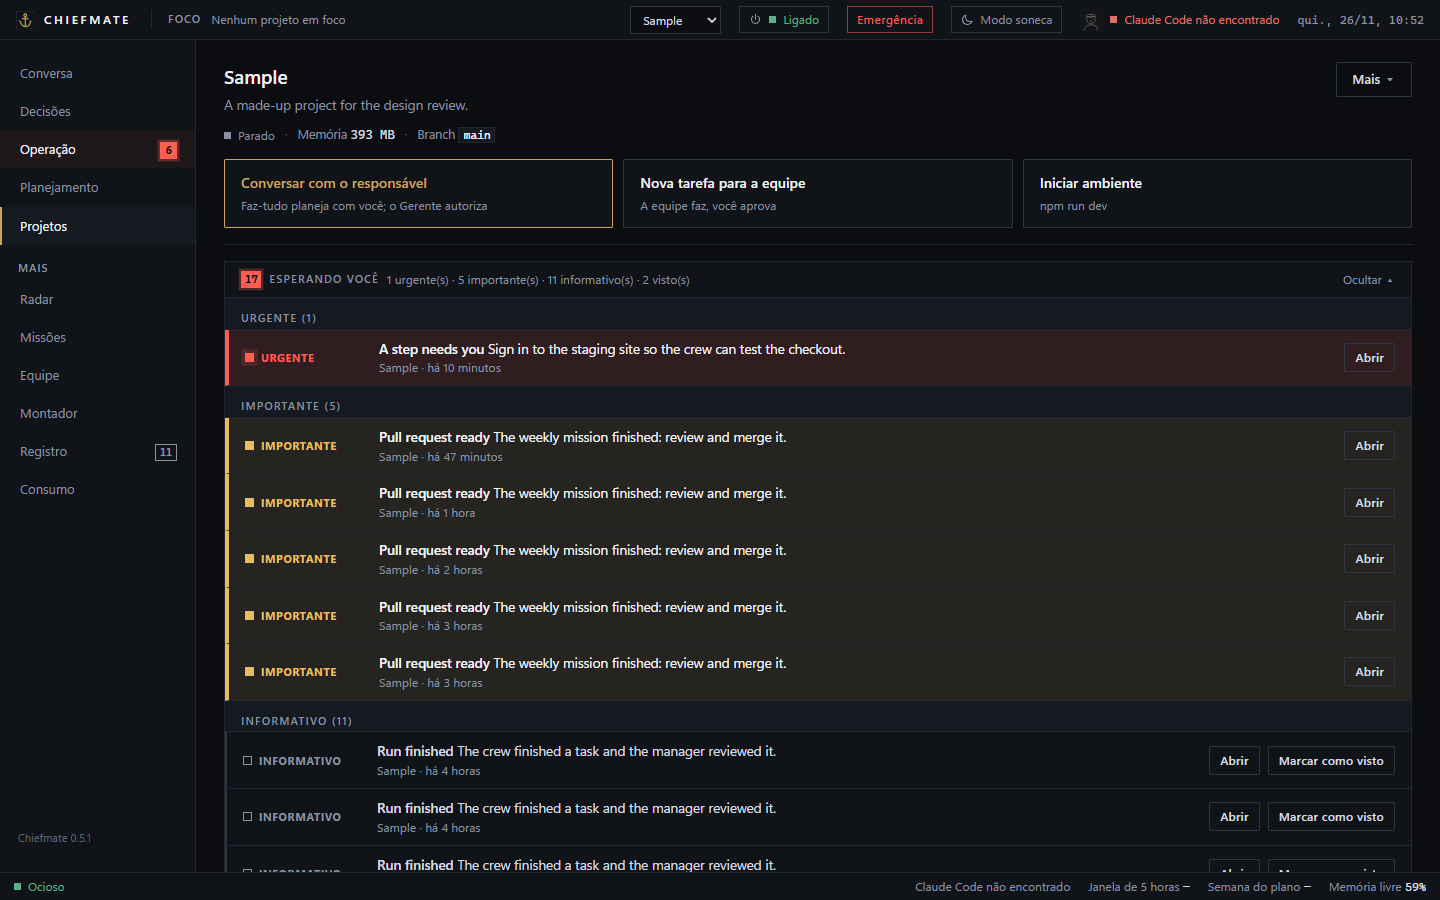 CHIEFMATE
FOCO Nenhum projeto em foco
Sample
Ligado
Emergência
Modo soneca
Claude Code não encontrado
qui., 26/11, 10:52
Conversa
Decisões
Operação 6
Planejamento
Projetos
MAIS
Radar
Missões
Equipe
Montador
Registro 11
Consumo
Chiefmate 0.5.1
Sample
Mais
A made-up project for the design review.
Parado · Memória 393 MB · Branch main
Conversar com o responsável
Faz-tudo planeja com você; o Gerente autoriza
Nova tarefa para a equipe
A equipe faz, você aprova
Iniciar ambiente
npm run dev
17 ESPERANDO VOCÊ 1 urgente(s) · 5 importante(s) · 11 informativo(s) · 2 visto(s)
Ocultar
URGENTE (1)
URGENTE
A step needs you Sign in to the staging site so the crew can test the checkout.
Sample · há 10 minutos
Abrir
IMPORTANTE (5)
IMPORTANTE
Pull request ready The weekly mission finished: review and merge it.
Sample · há 47 minutos
Abrir
IMPORTANTE
Pull request ready The weekly mission finished: review and merge it.
Sample · há 1 hora
Abrir
IMPORTANTE
Pull request ready The weekly mission finished: review and merge it.
Sample · há 2 horas
Abrir
IMPORTANTE
Pull request ready The weekly mission finished: review and merge it.
Sample · há 3 horas
Abrir
IMPORTANTE
Pull request ready The weekly mission finished: review and merge it.
Sample · há 3 horas
Abrir
INFORMATIVO (11)
INFORMATIVO
Run finished The crew finished a task and the manager reviewed it.
Sample · há 4 horas
Abrir
Marcar como visto
INFORMATIVO
Run finished The crew finished a task and the manager reviewed it.
Sample · há 4 horas
Abrir
Marcar como visto
Run finished The crew finished a task and the manager reviewed it.
Ocioso
Claude Code não encontrado
Janela de 5 horas —
Semana do plano —
Memória livre 59%